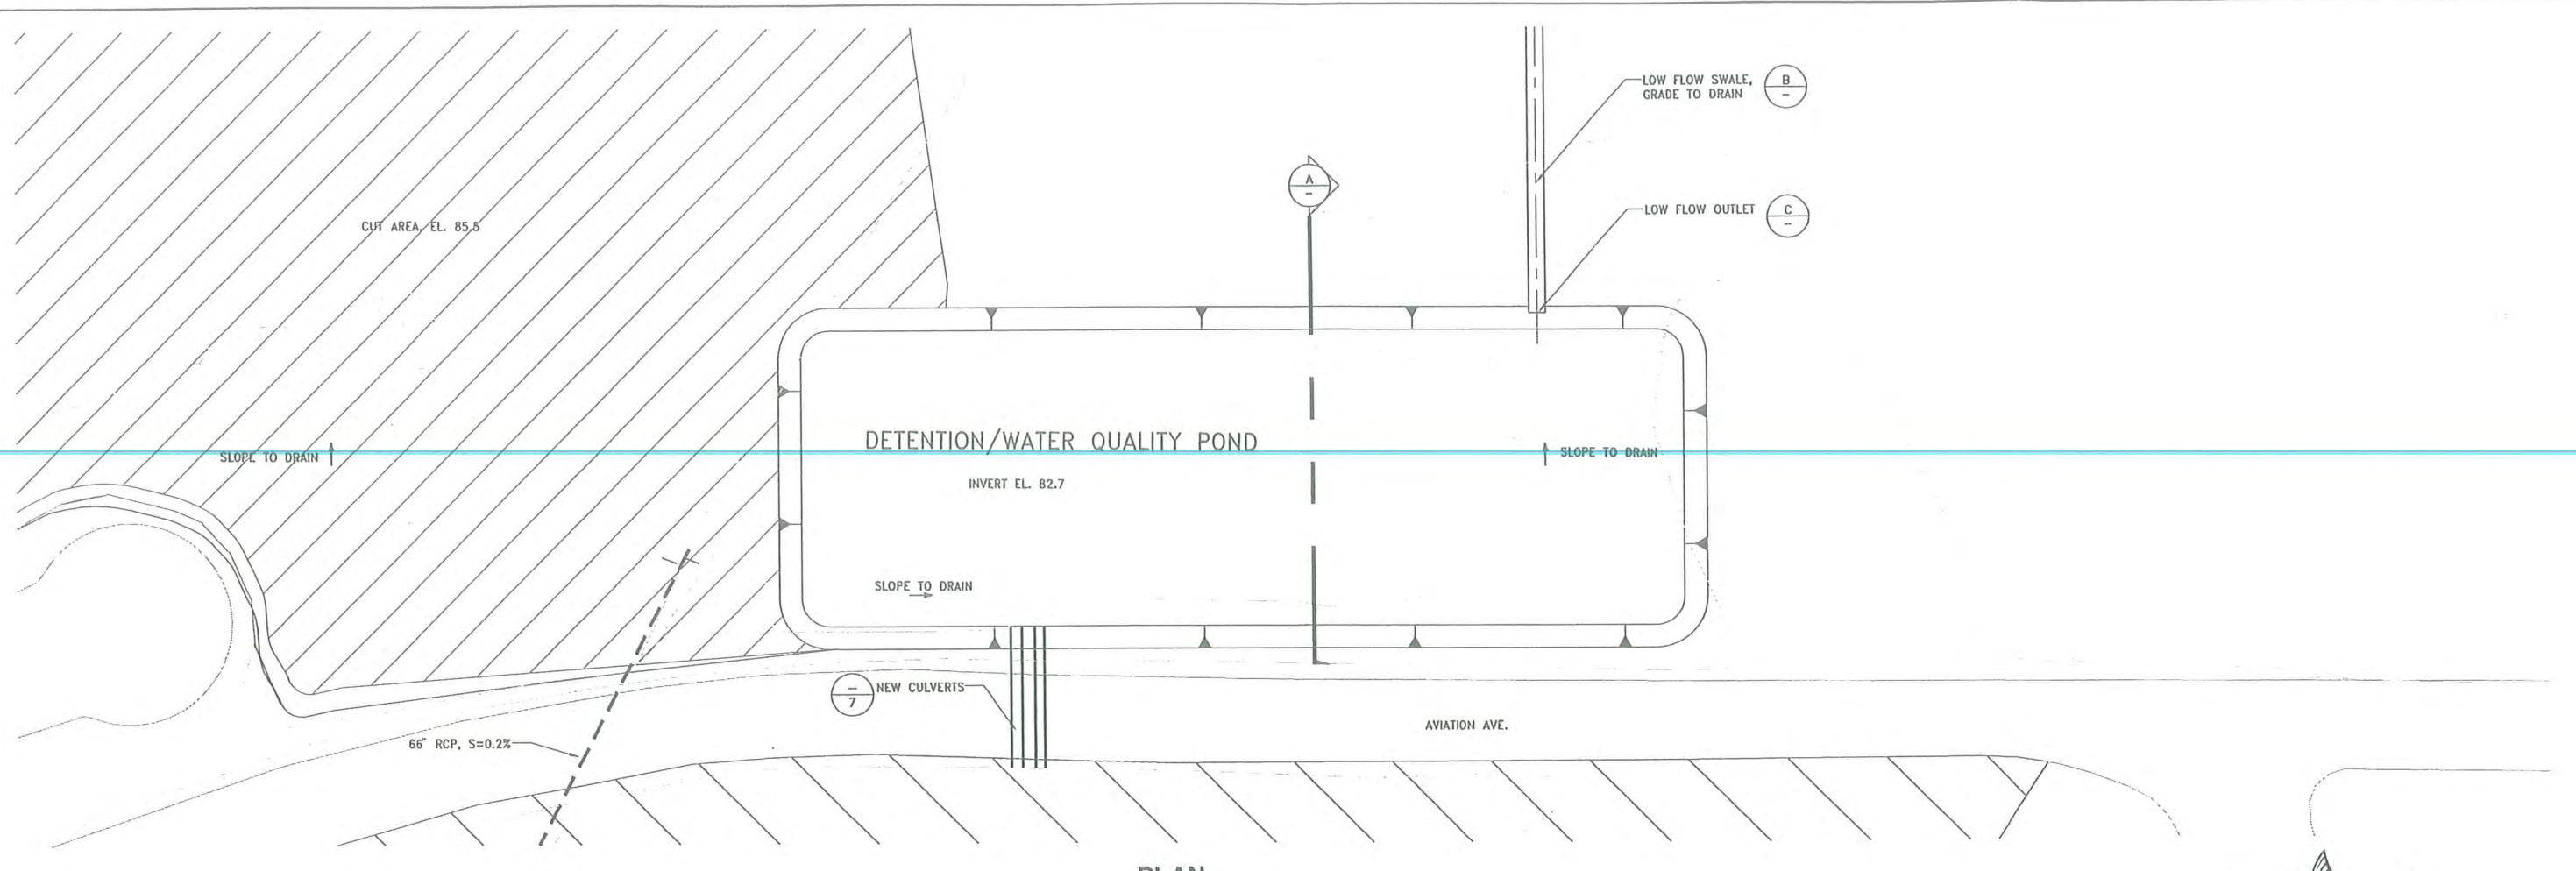 LOW FLOW SWALE,
GRADE TO DRAIN
B
-
A
-
LOW FLOW OUTLET
C
-
CUT AREA, EL. 85.5
DETENTION/WATER QUALITY POND
SLOPE TO DRAIN
SLOPE TO DRAIN
INVERT EL. 82.7
SLOPE TO DRAIN
-
7
NEW CULVERTS
AVIATION AVE.
66" RCP, S=0.2%
PLAN